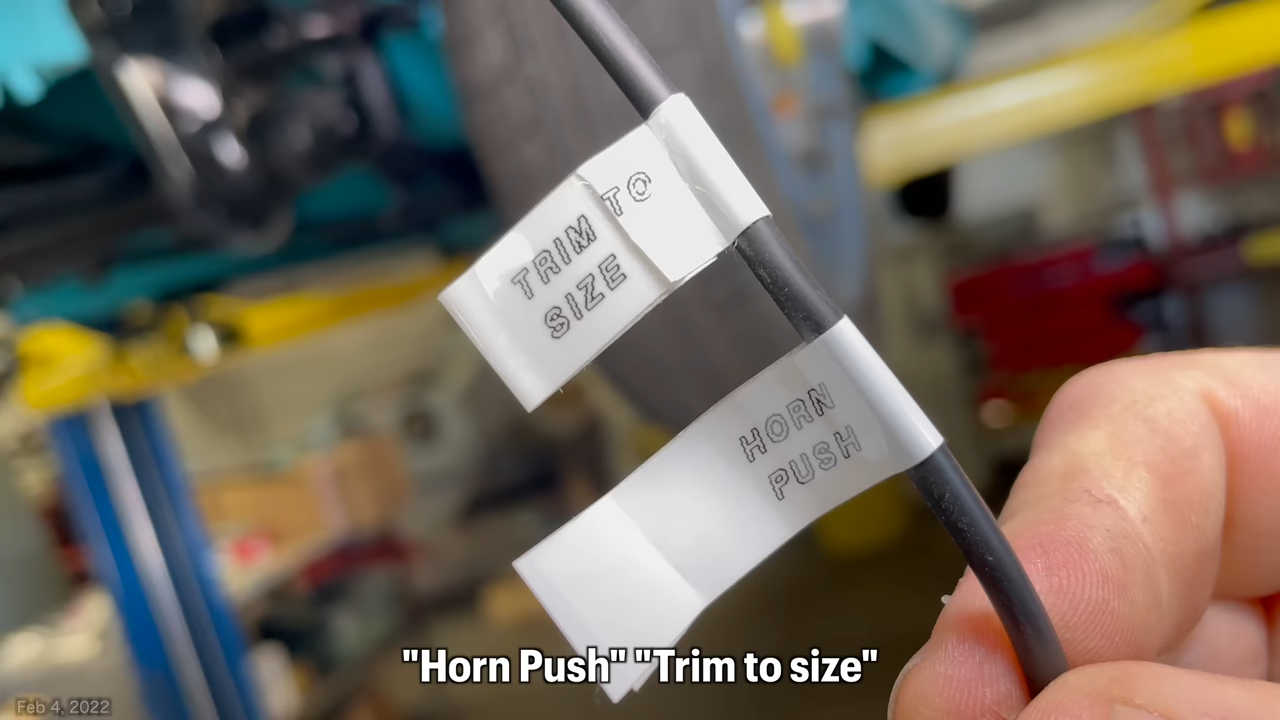 TRIM TO
SIZE
HORN
PUSH
"Horn Push" "Trim to size"
Feb 4, 2022